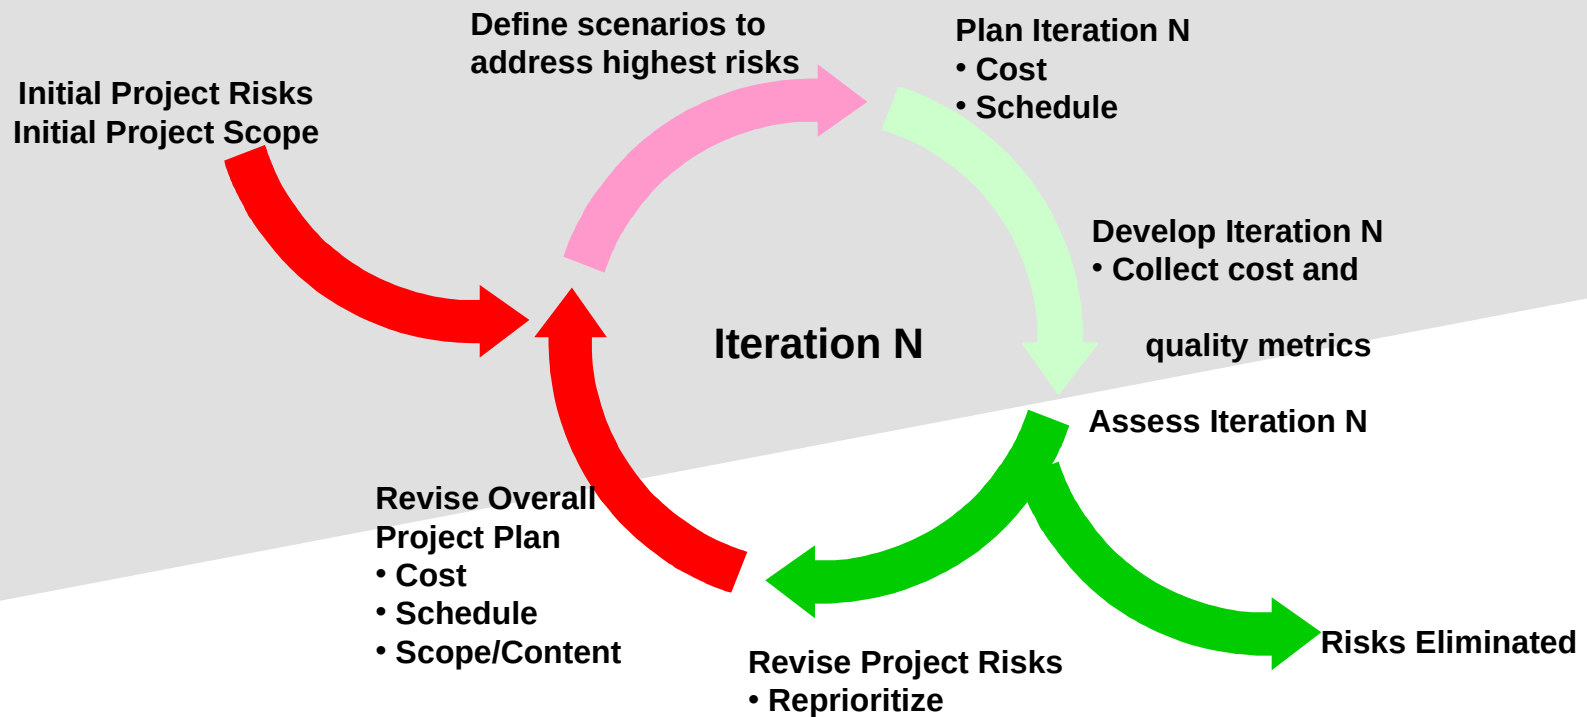 Define scenarios to
address highest risks
Plan Iteration N
• Cost
• Schedule
Initial Project Risks
Initial Project Scope
Develop Iteration N
• Collect cost and
quality metrics
Iteration N
Assess Iteration N
Revise Overall
Project Plan
• Cost
• Schedule
• Scope/Content
Revise Project Risks
• Reprioritize
Risks Eliminated